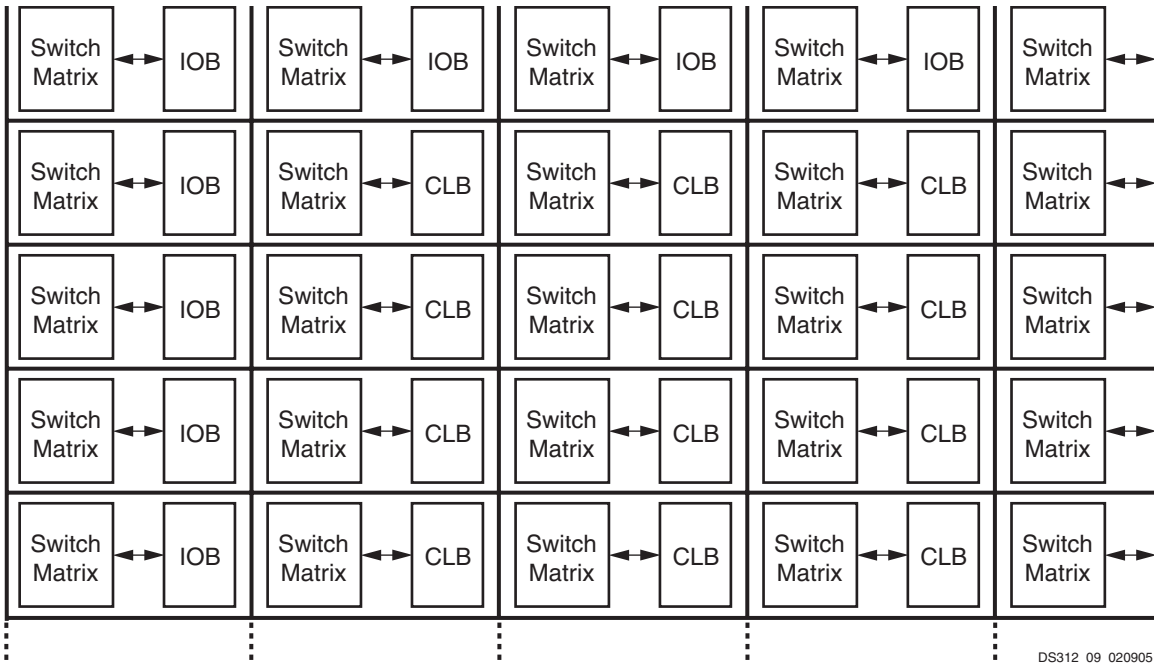 Switch
Matrix
IOB
Switch
Matrix
IOB
Switch
Matrix
IOB
Switch
Matrix
IOB
Switch
Matrix
Switch
Matrix
IOB
Switch
Matrix
CLB
Switch
Matrix
CLB
Switch
Matrix
CLB
Switch
Matrix
Switch
Matrix
IOB
Switch
Matrix
CLB
Switch
Matrix
CLB
Switch
Matrix
CLB
Switch
Matrix
Switch
Matrix
IOB
Switch
Matrix
CLB
Switch
Matrix
CLB
Switch
Matrix
CLB
Switch
Matrix
Switch
Matrix
IOB
Switch
Matrix
CLB
Switch
Matrix
CLB
Switch
Matrix
CLB
Switch
Matrix
DS312_09_020905